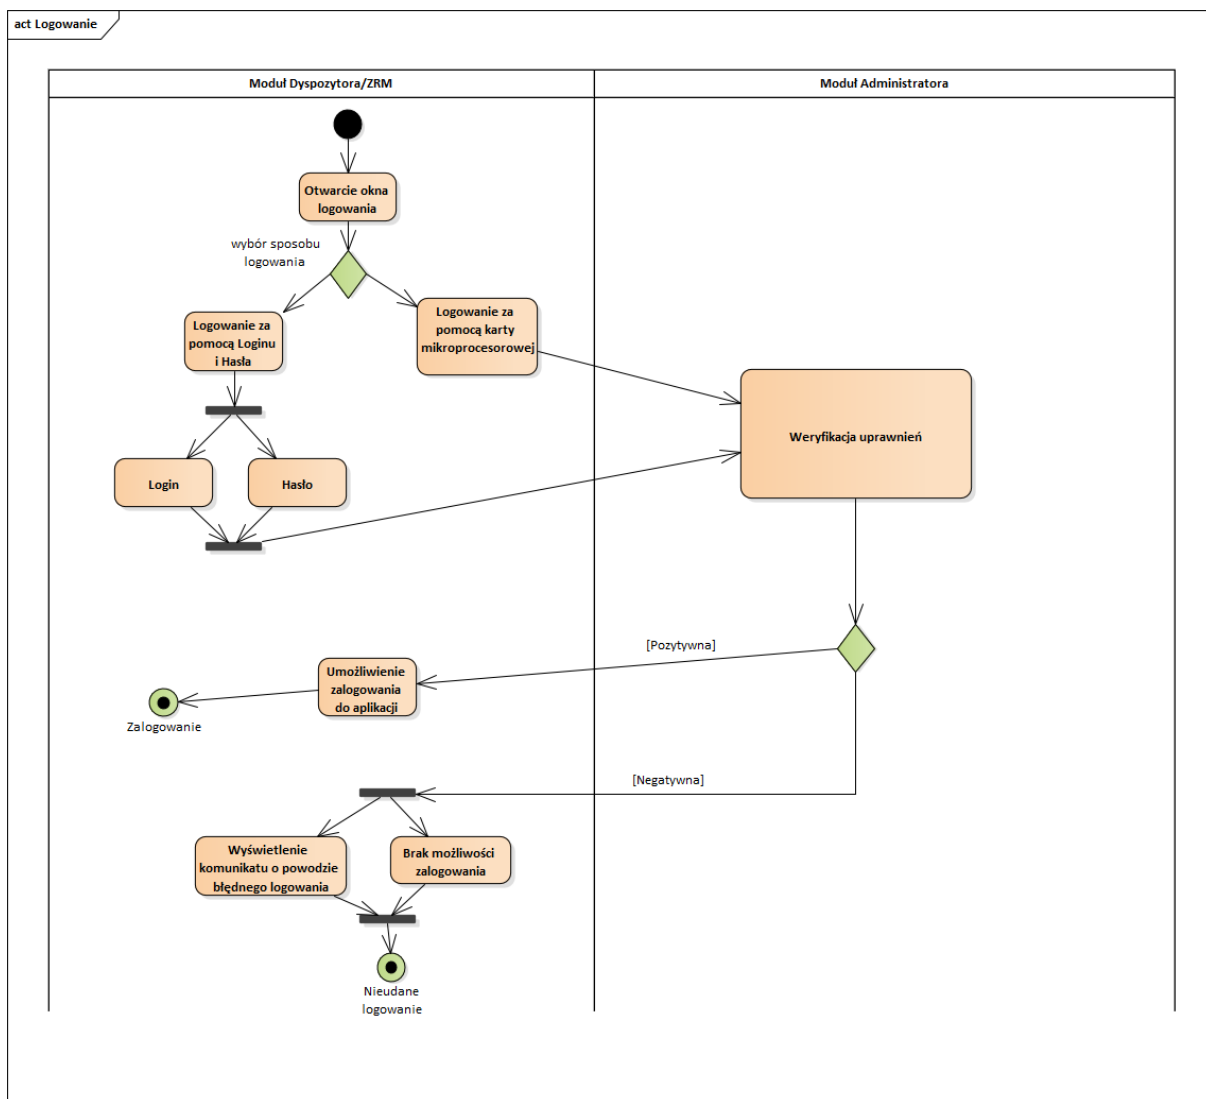 act Logowanie
Moduł Dyspozytora/ZRM
Moduł Administratora
Otwarcie okna
logowania
wybór sposobu
logowania
Logowanie za
pomocą Loginu
i Hasła
Logowanie za
pomocą karty
mikroprocesorowej
Weryfikacja uprawnień
Login
Hasło
[Pozytywna]
Umożliwienie
zalogowania
do aplikacji
Zalogowanie
[Negatywna]
Wyświetlenie
komunikatu o powodzie
błędnego logowania
Brak możliwości
zalogowania
Nieudane
logowanie